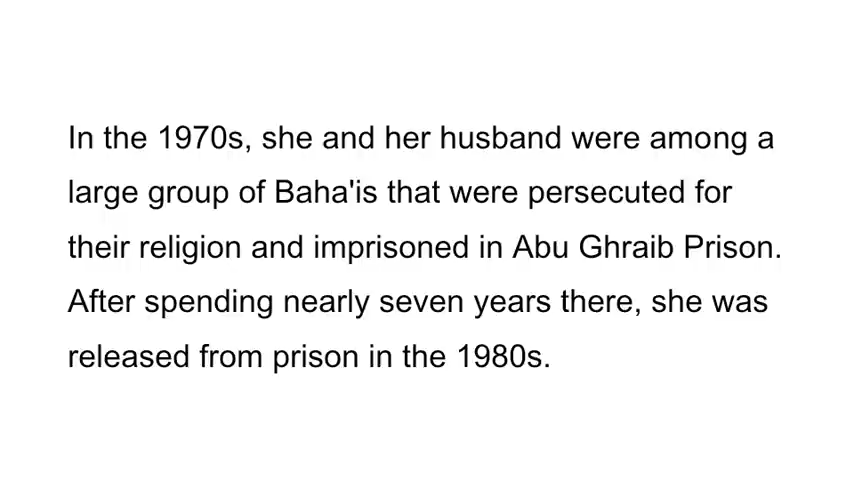 In the 1970s, she and her husband were among a
large group of Baha'is that were persecuted for
their religion and imprisoned in Abu Ghraib Prison.
After spending nearly seven years there, she was
released from prison in the 1980s.